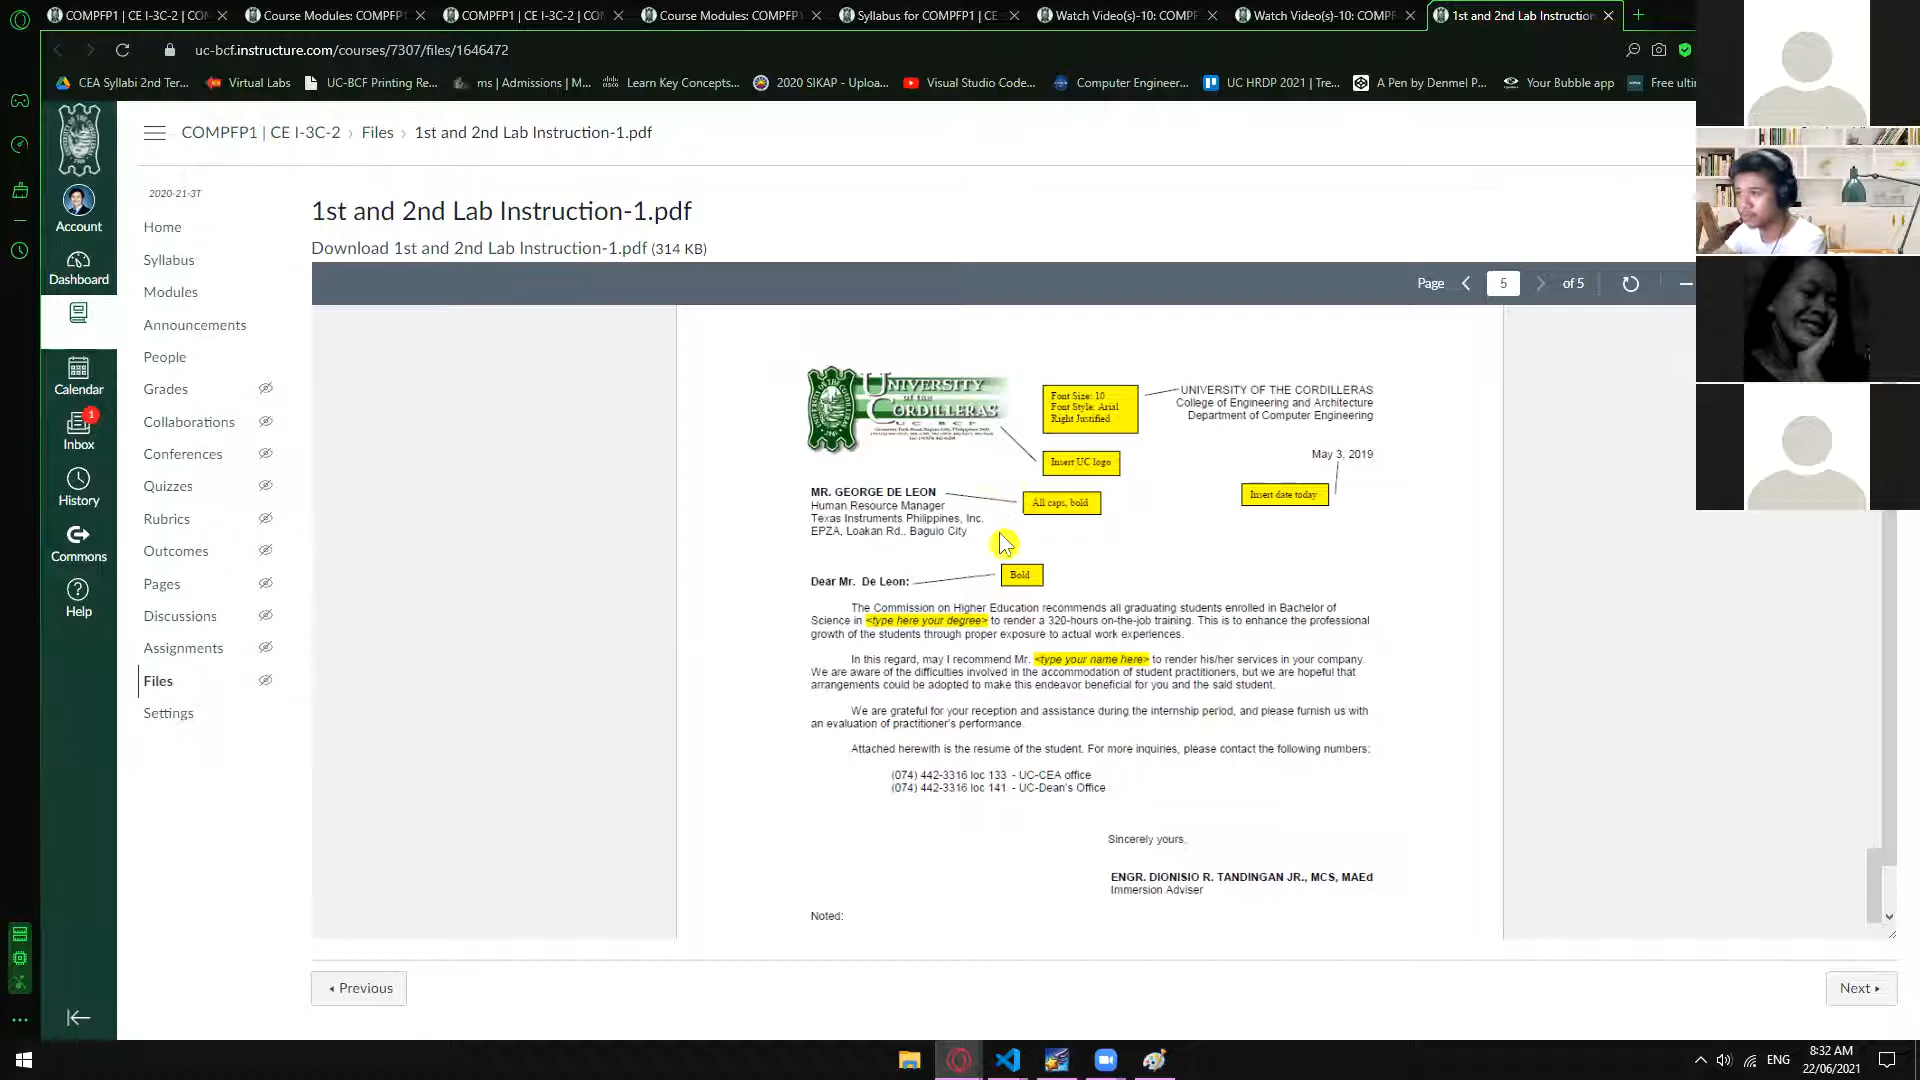 COMPFP1 | CE I-3C-2 | CO
Course Modules: COMPFP
COMPFP1 | CE I-3C-2 | CO
Course Modules: COMPFP
Syllabus for COMPFP1 | CE
Watch Video(s)-10: COMPF
Watch Video(s)-10: COMPF
1st and 2nd Lab Instruction
uc-bcf.instructure.com/courses/7307/files/1646472
CEA Syllabi 2nd Ter...
Virtual Labs
UC-BCF Printing Re...
ms | Admissions | M...
Learn Key Concepts...
2020 SIKAP - Uploa...
Visual Studio Code...
Computer Engineer...
UC HRDP 2021 | Tre...
A Pen by Denmel P...
Your Bubble app
Free ulti
COMPFP1 | CE I-3C-2 › Files › 1st and 2nd Lab Instruction-1.pdf
Account
Dashboard
Calendar
1
Inbox
History
Commons
Help
2020-21-3T
Home
Syllabus
Modules
Announcements
People
Grades
Collaborations
Conferences
Quizzes
Rubrics
Outcomes
Pages
Discussions
Assignments
Files
Settings
1st and 2nd Lab Instruction-1.pdf
Download 1st and 2nd Lab Instruction-1.pdf (314 KB)
Page 5 of 5
UNIVERSITY
of the
CORDILLERAS
UC BCF
Font Size: 10
Font Style: Arial
Right Justified
UNIVERSITY OF THE CORDILLERAS
College of Engineering and Architecture
Department of Computer Engineering
Insert UC logo
May 3, 2019
Insert date today
MR. GEORGE DE LEON
Human Resource Manager
Texas Instruments Philippines, Inc.
EPZA, Loakan Rd., Baguio City
All caps, bold
Dear Mr. De Leon:
Bold
The Commission on Higher Education recommends all graduating students enrolled in Bachelor of
Science in <type here your degree> to render a 320-hours on-the-job training. This is to enhance the professional
growth of the students through proper exposure to actual work experiences.
In this regard, may I recommend Mr. <type your name here> to render his/her services in your company.
We are aware of the difficulties involved in the accommodation of student practitioners, but we are hopeful that
arrangements could be adopted to make this endeavor beneficial for you and the said student.
We are grateful for your reception and assistance during the internship period, and please furnish us with
an evaluation of practitioner's performance.
Attached herewith is the resume of the student. For more inquiries, please contact the following numbers:
(074) 442-3316 loc 133 - UC-CEA office
(074) 442-3316 loc 141 - UC-Dean's Office
Sincerely yours,
ENGR. DIONISIO R. TANDINGAN JR., MCS, MAEd
Immersion Adviser
Noted:
◂ Previous
Next ▸
ENG
8:32 AM
22/06/2021